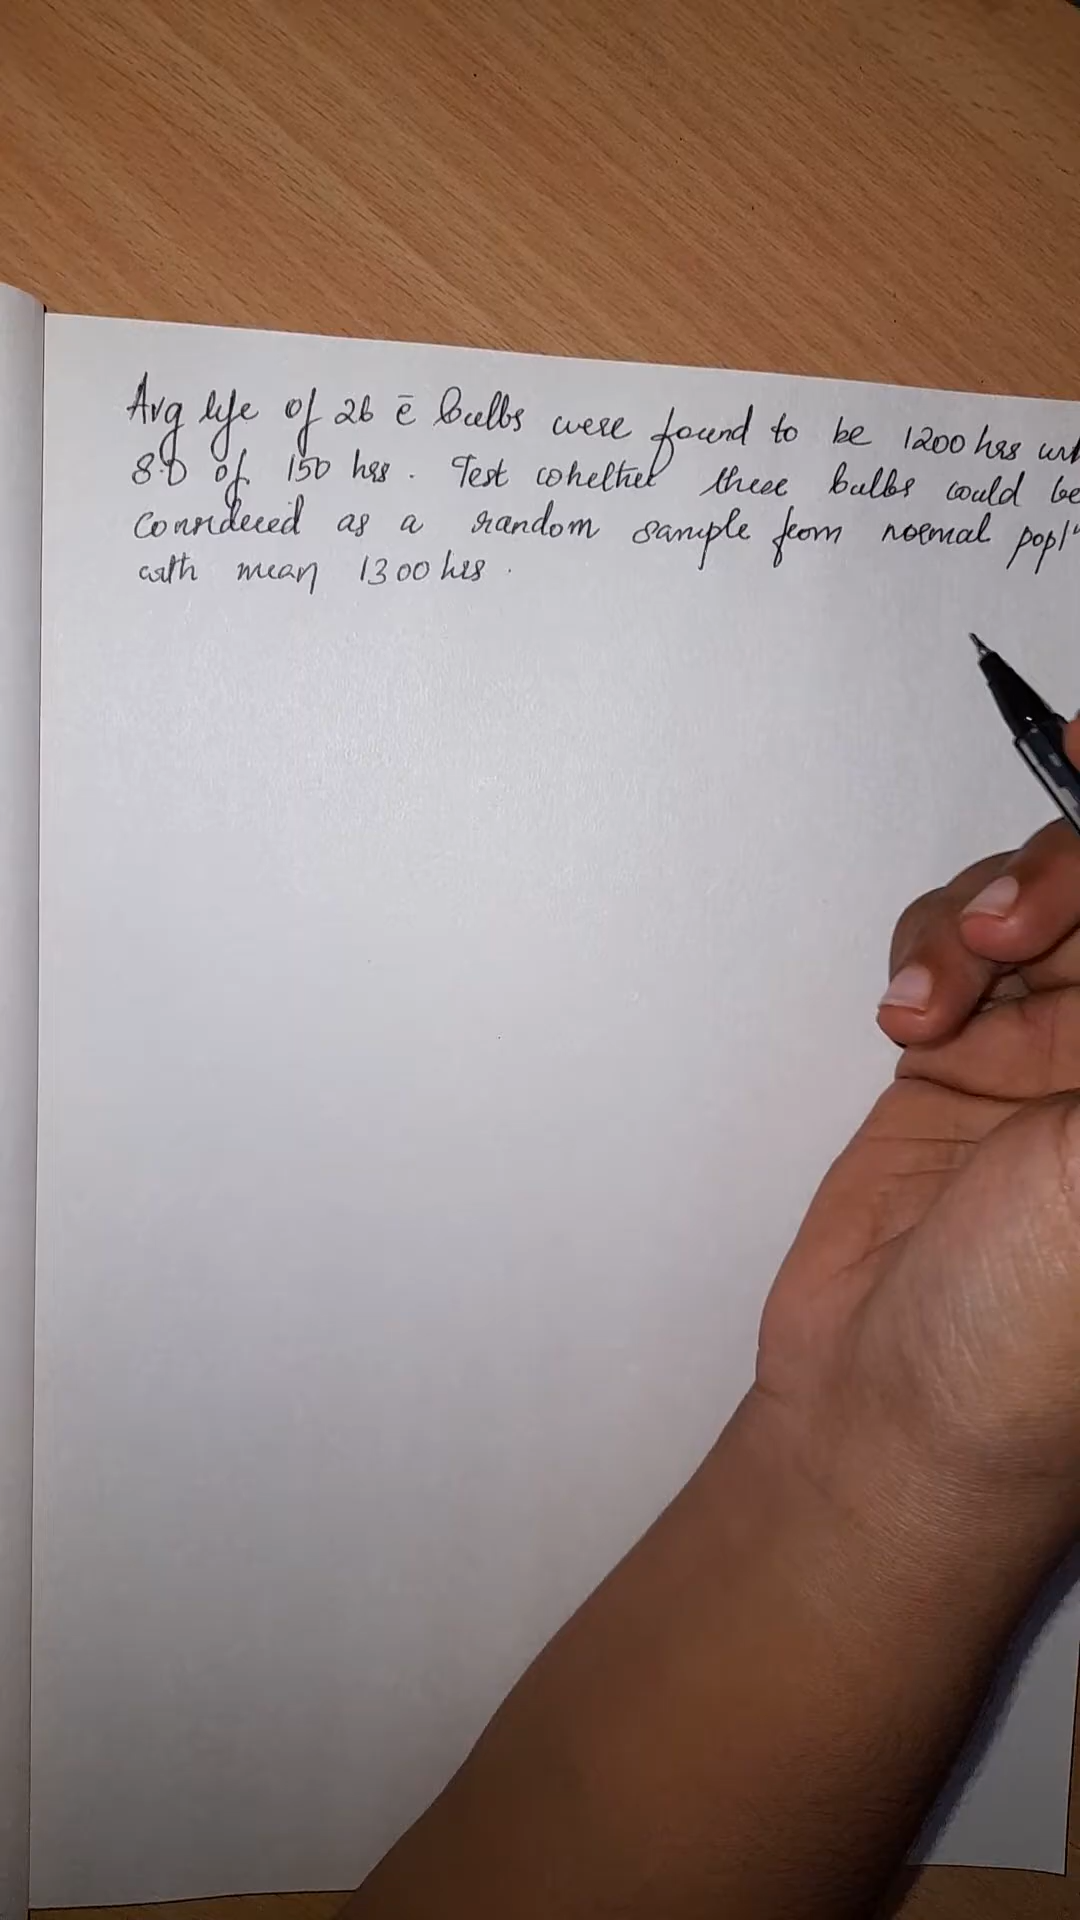 Avg life of 26 ē bulbs were found to be 1200 hrs
S.D of 150 hrs. Test whether these bulbs could be
Considered as a random sample from normal popln
with mean 1300 hrs.